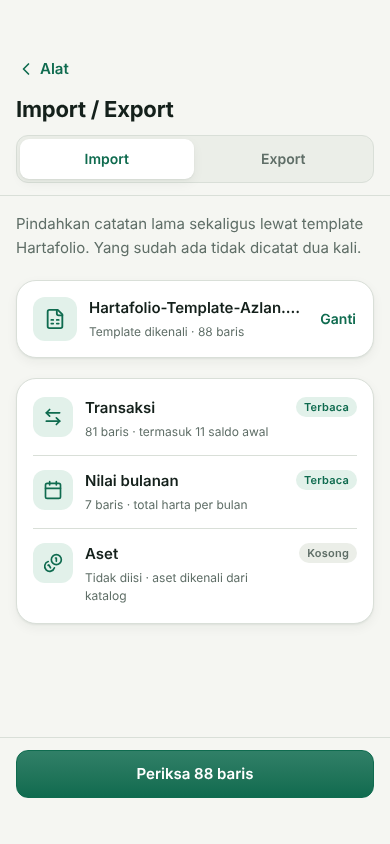 Alat
Import / Export
Import
Export
Pindahkan catatan lama sekaligus lewat template
Hartafolio. Yang sudah ada tidak dicatat dua kali.
Hartafolio-Template-Azlan....
Template dikenali · 88 baris
Ganti
Transaksi
Terbaca
81 baris · termasuk 11 saldo awal
Nilai bulanan
Terbaca
7 baris · total harta per bulan
Aset
Kosong
Tidak diisi · aset dikenali dari
katalog
Periksa 88 baris